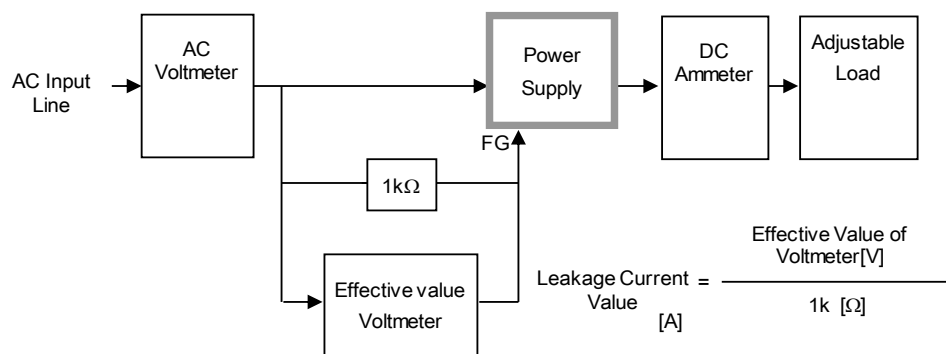 AC Input
Line
AC
Voltmeter
Power
Supply
DC
Ammeter
Adjustable
Load
FG
1kΩ
Effective value
Voltmeter
Leakage Current
Value
[A]
=
Effective Value of
Voltmeter[V]
1k [Ω]